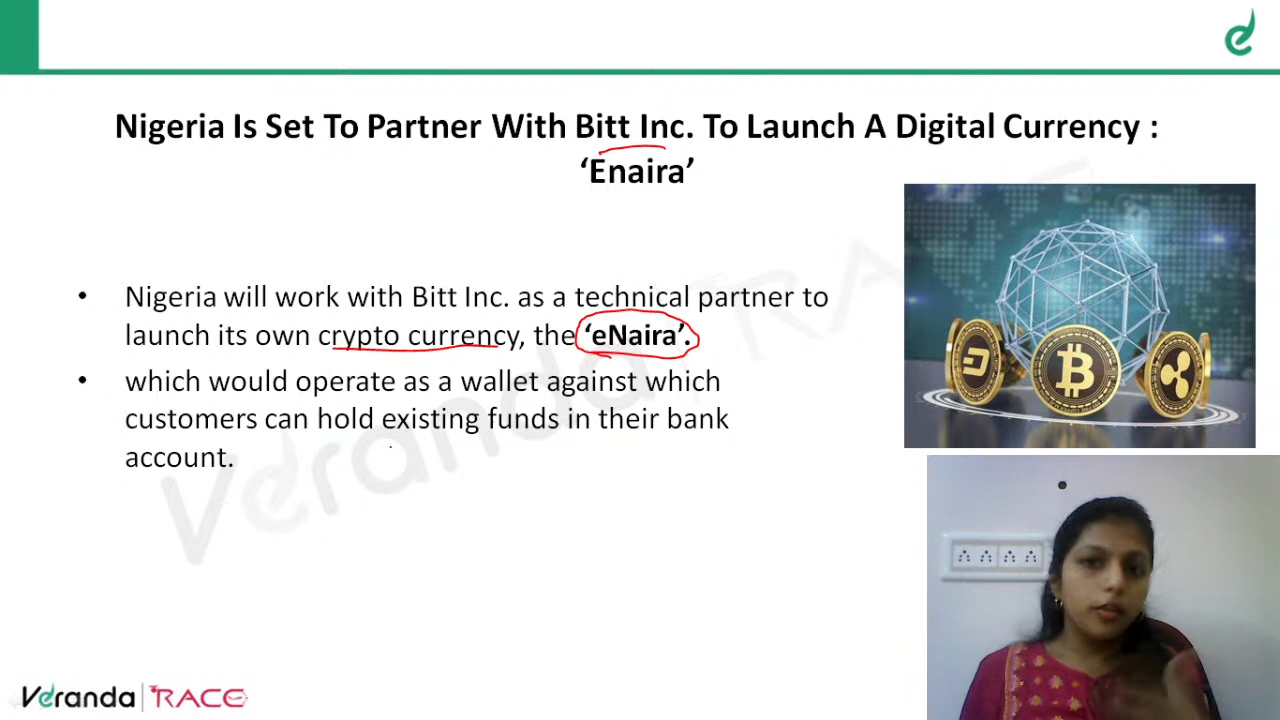 Nigeria Is Set To Partner With Bitt Inc. To Launch A Digital Currency :
‘Enaira’
• Nigeria will work with Bitt Inc. as a technical partner to
launch its own crypto currency, the ‘eNaira’.
• which would operate as a wallet against which
customers can hold existing funds in their bank
account.
Veranda RACE
Veranda RACE